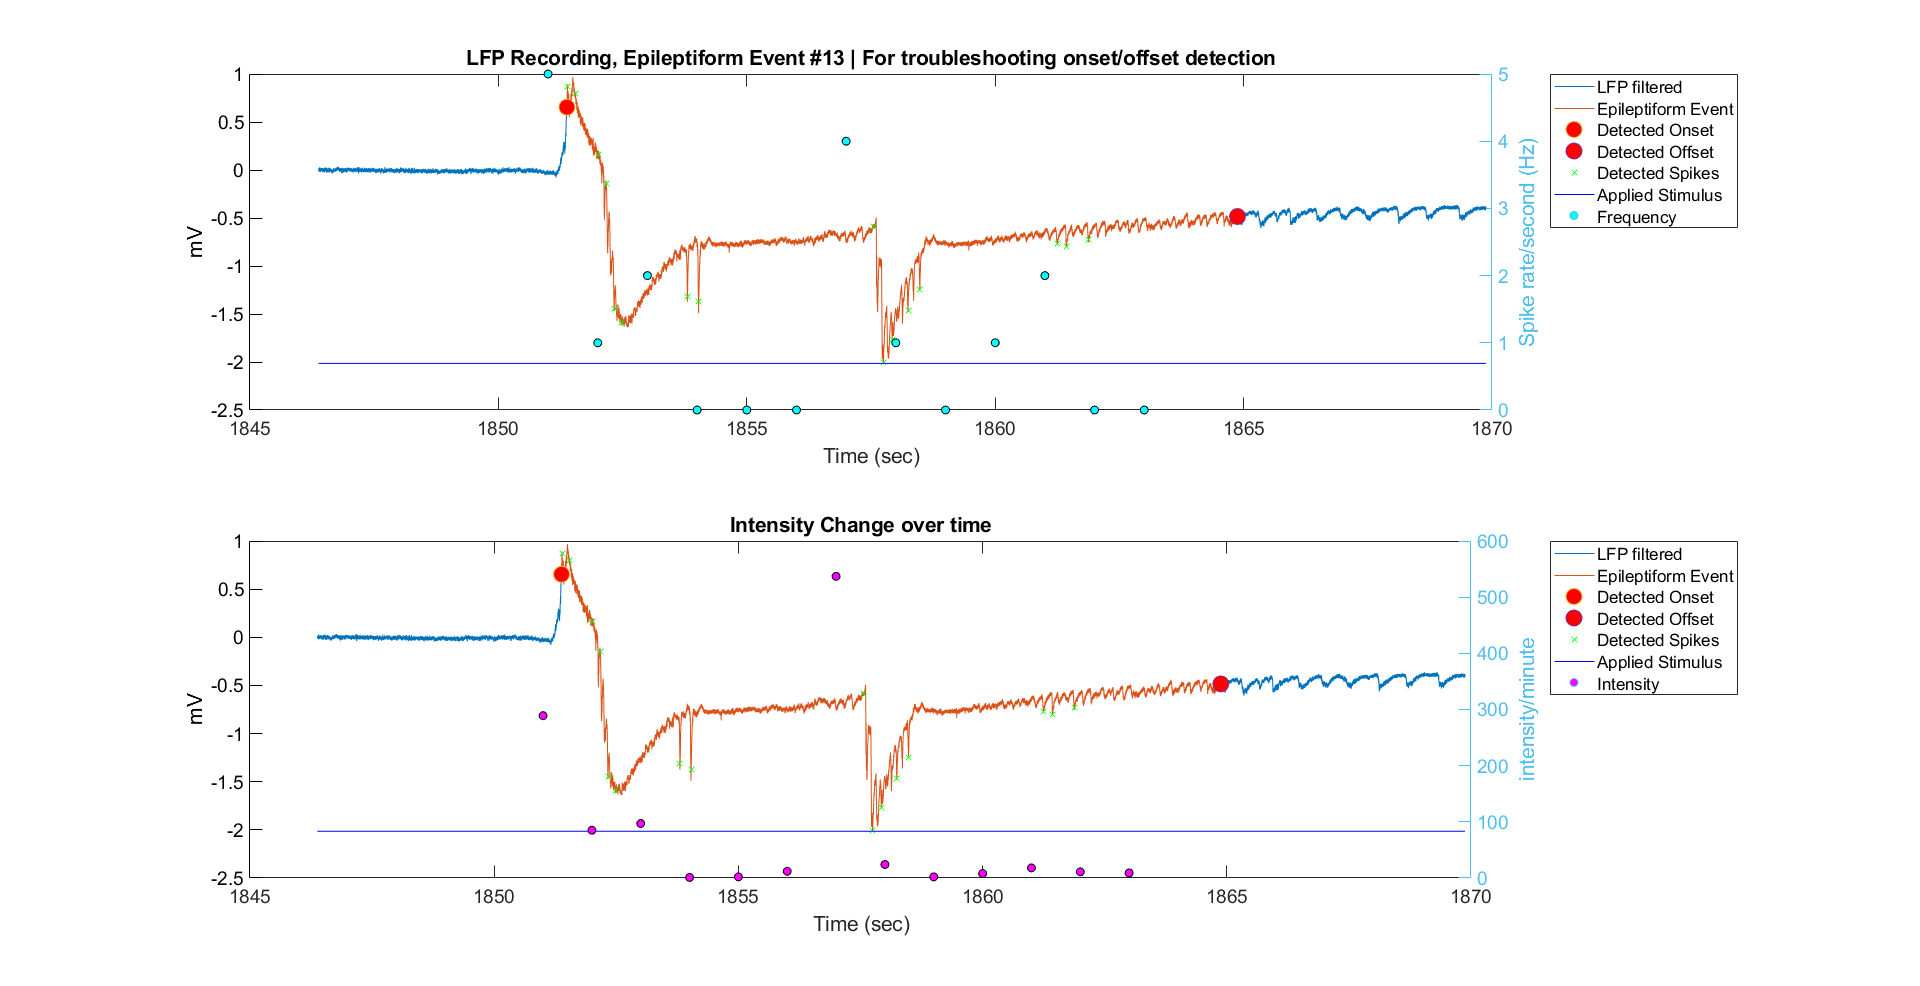 LFP Recording, Epileptiform Event #13 | For troubleshooting onset/offset detection
1
0.5
0
-0.5
-1
-1.5
-2
-2.5
mV
1845
1850
1855
1860
1865
1870
Time (sec)
5
4
3
2
1
0
Spike rate/second (Hz)
LFP filtered
Epileptiform Event
Detected Onset
Detected Offset
Detected Spikes
Applied Stimulus
Frequency
Intensity Change over time
1
0.5
0
-0.5
-1
-1.5
-2
-2.5
mV
1845
1850
1855
1860
1865
1870
Time (sec)
600
500
400
300
200
100
0
intensity/minute
LFP filtered
Epileptiform Event
Detected Onset
Detected Offset
Detected Spikes
Applied Stimulus
Intensity